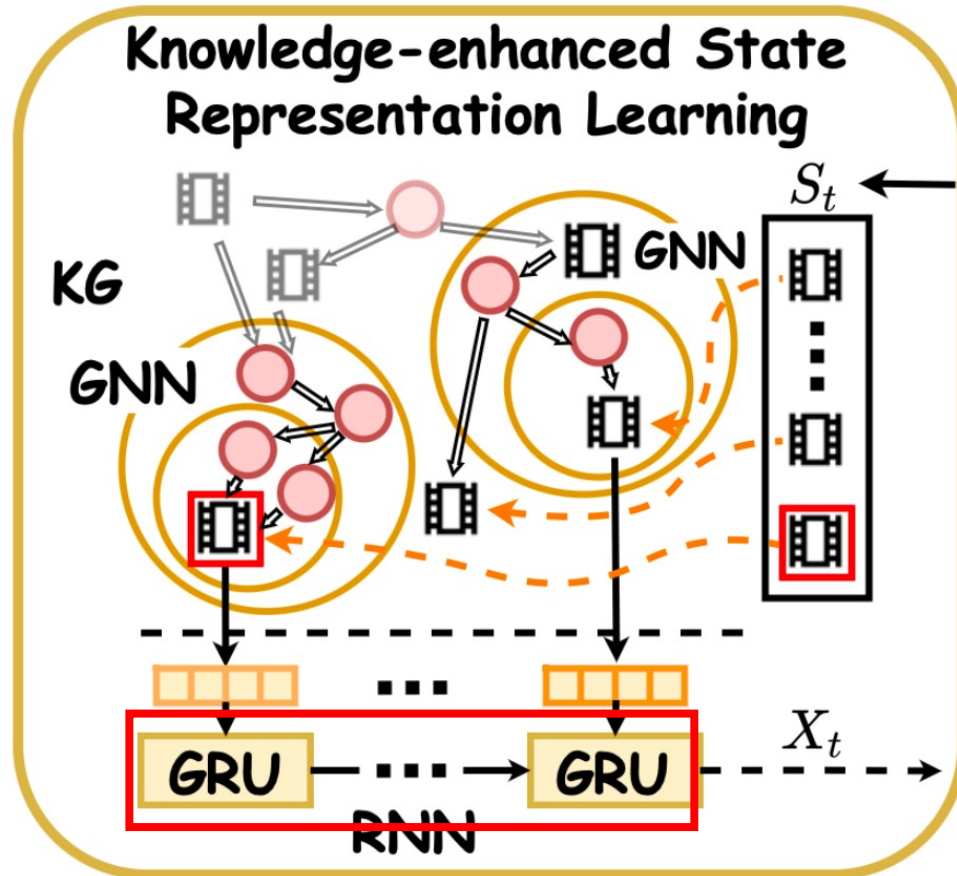 Knowledge-enhanced State
Representation Learning
S_t
GNN
KG
GNN
...
GRU
...
GRU
X_t
RNN